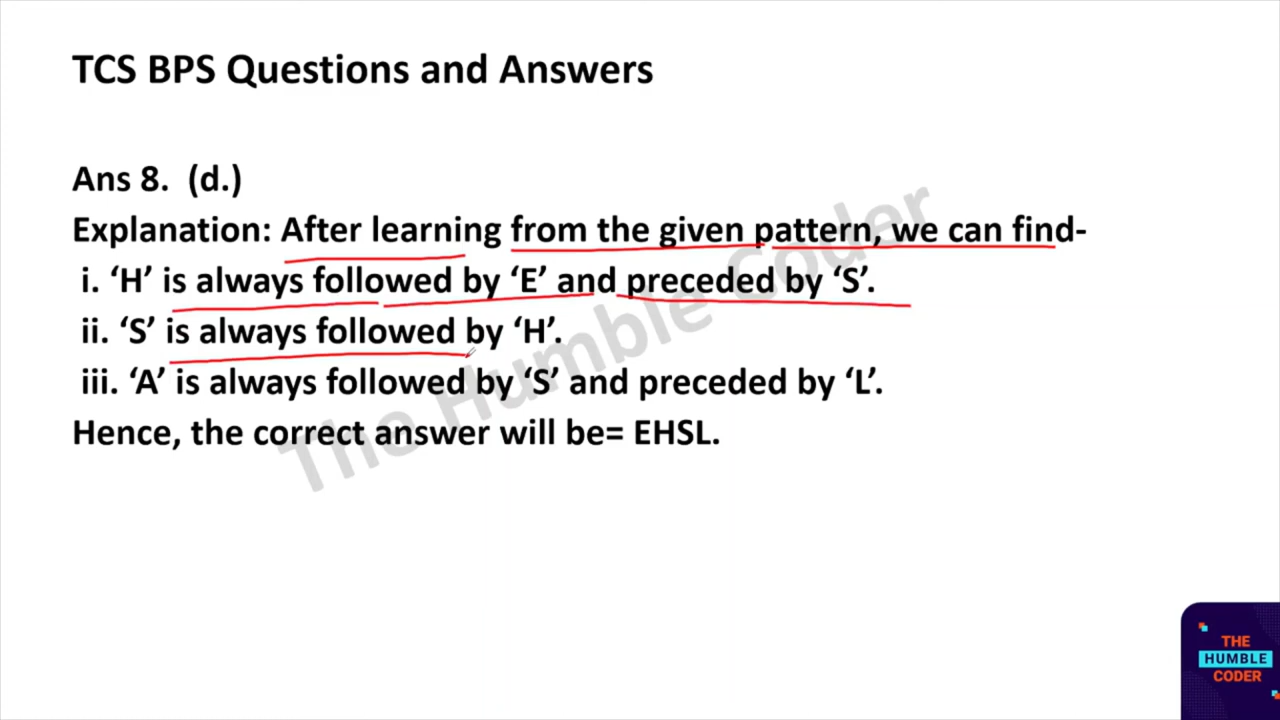 TCS BPS Questions and Answers
Ans 8. (d.)
Explanation: After learning from the given pattern, we can find-
i. ‘H’ is always followed by ‘E’ and preceded by ‘S’.
ii. ‘S’ is always followed by ‘H’.
iii. ‘A’ is always followed by ‘S’ and preceded by ‘L’.
Hence, the correct answer will be= EHSL.
The Humble Coder
THE
HUMBLE
CODER